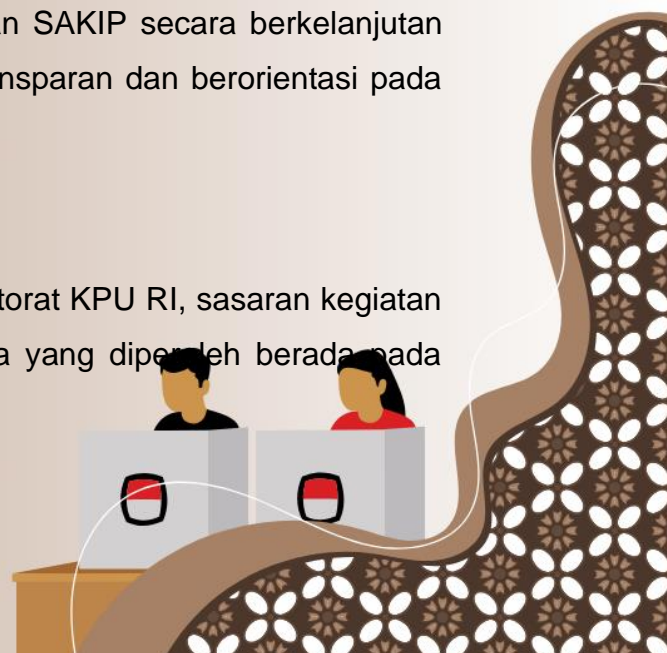 an SAKIP secara berkelanjutan
nsparan dan berorientasi pada
torat KPU RI, sasaran kegiatan
a yang diperoleh berada pada